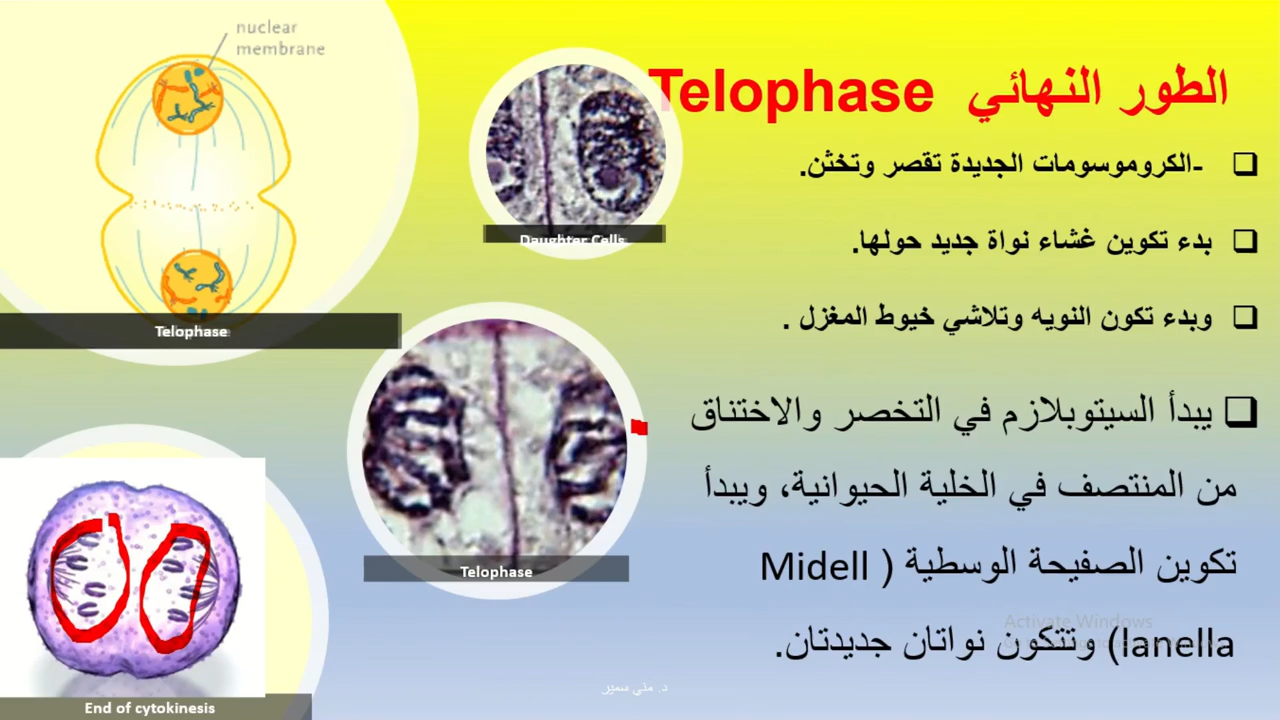 الطور النهائي Telophase
❑ -الكروموسومات الجديدة تقصر وتخثن.
❑ بدء تكوين غشاء نواة جديد حولها.
❑ وبدء تكون النويه وتلاشي خيوط المغزل .
❑ يبدأ السيتوبلازم في التخصر والاختناق
من المنتصف في الخلية الحيوانية، ويبدأ
تكوين الصفيحة الوسطية ( Midell
lanella) وتتكون نواتان جديدتان.
nuclear
membrane
Telophase
Daughter Cells
Telophase
End of cytokinesis
Activate Windows
د. مني سمير